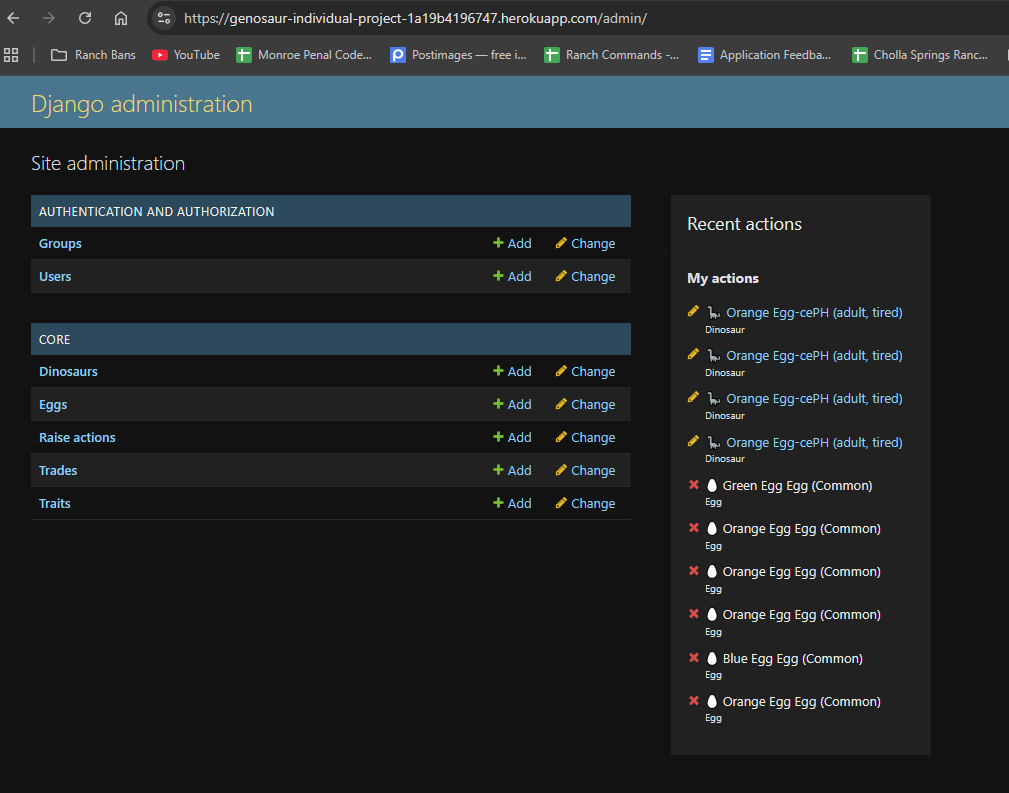 https://genosaur-individual-project-1a19b4196747.herokuapp.com/admin/
Ranch Bans
YouTube
Monroe Penal Code...
Postimages — free i...
Ranch Commands -...
Application Feedba...
Cholla Springs Ranc...
Django administration
Site administration
AUTHENTICATION AND AUTHORIZATION
Groups Add Change
Users Add Change
CORE
Dinosaurs Add Change
Eggs Add Change
Raise actions Add Change
Trades Add Change
Traits Add Change
Recent actions
My actions
🦕 Orange Egg-cePH (adult, tired)
Dinosaur
🦕 Orange Egg-cePH (adult, tired)
Dinosaur
🦕 Orange Egg-cePH (adult, tired)
Dinosaur
🦕 Orange Egg-cePH (adult, tired)
Dinosaur
🥚 Green Egg Egg (Common)
Egg
🥚 Orange Egg Egg (Common)
Egg
🥚 Orange Egg Egg (Common)
Egg
🥚 Orange Egg Egg (Common)
Egg
🥚 Blue Egg Egg (Common)
Egg
🥚 Orange Egg Egg (Common)
Egg